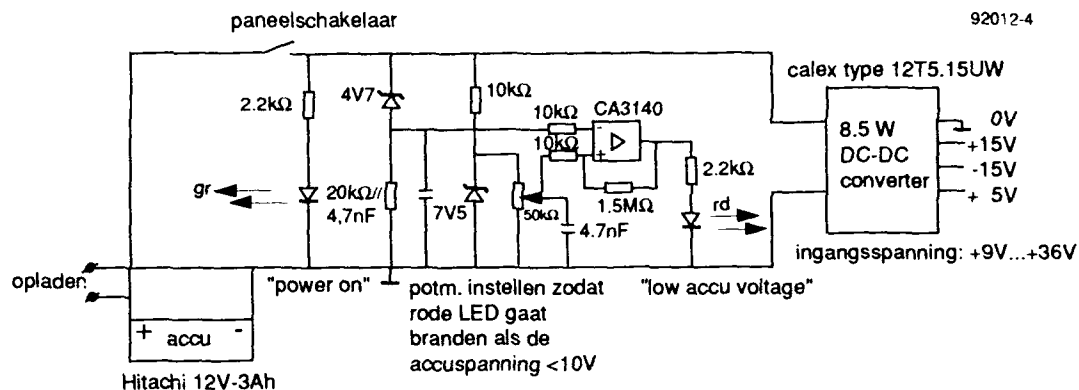 paneelschakelaar
92012-4
calex type 12T5.15UW
2.2kΩ
4V7
10kΩ
10kΩ
10kΩ
CA3140
-
+
8.5 W
DC-DC
converter
0V
+15V
-15V
+ 5V
2.2kΩ
gr
20kΩ//
4,7nF
7V5
50kΩ
1.5MΩ
4.7nF
rd
ingangsspanning: +9V...+36V
opladen
"power on"
potm. instellen zodat
rode LED gaat
branden als de
accuspanning <10V
"low accu voltage"
+ accu -
Hitachi 12V-3Ah